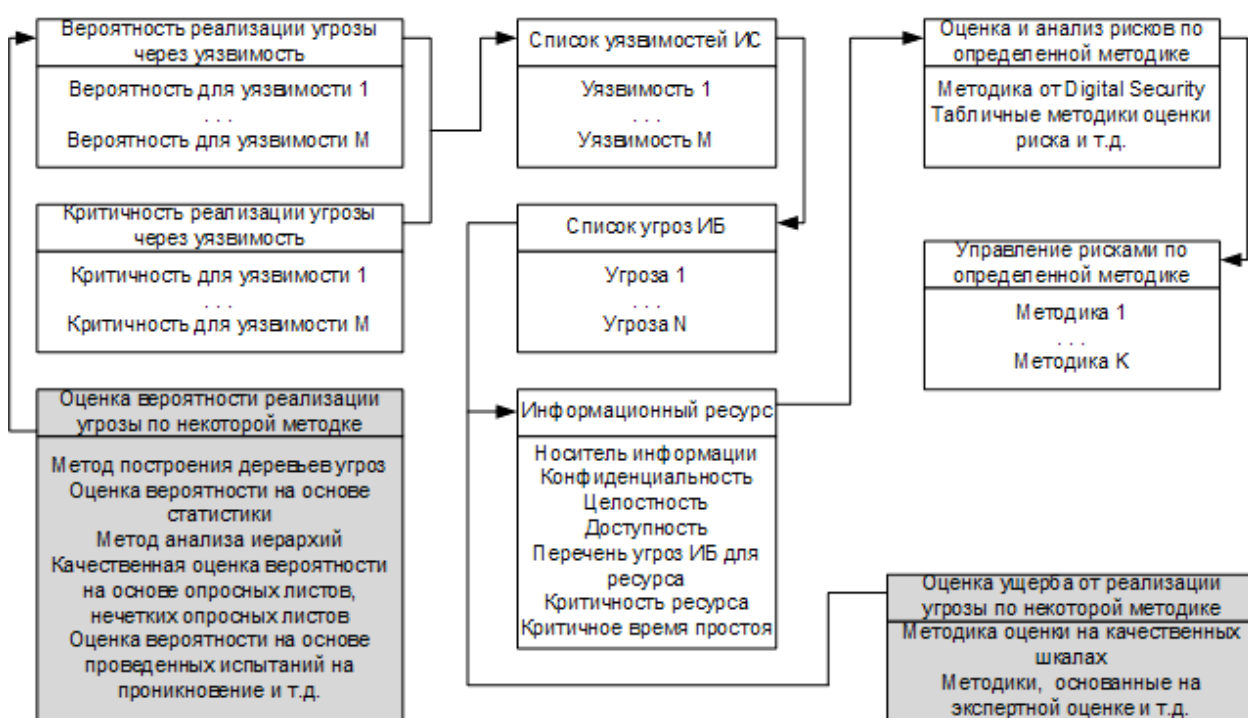 Вероятность реализации угрозы
через уязвимость
Вероятность для уязвимости 1
. . .
Вероятность для уязвимости M
Критичность реализации угрозы
через уязвимость
Критичность для уязвимости 1
. . .
Критичность для уязвимости M
Оценка вероятности реализации
угрозы по некоторой методке
Метод построения деревьев угроз
Оценка вероятности на основе
статистики
Метод анализа иерархий
Качественная оценка вероятности
на основе опросных листов,
нечетких опросных листов
Оценка вероятности на основе
проведенных испытаний на
проникновение и т.д.
Список уязвимостей ИС
Уязвимость 1
. . .
Уязвимость M
Список угроз ИБ
Угроза 1
. . .
Угроза N
Информационный ресурс
Носитель информации
Конфиденциальность
Целостность
Доступность
Перечень угроз ИБ для
ресурса
Критичность ресурса
Критичное время простоя
Оценка и анализ рисков по
определенной методике
Методика от Digital Security
Табличные методики оценки
риска и т.д.
Управление рисками по
определенной методике
Методика 1
. . .
Методика K
Оценка ущерба от реализации
угрозы по некоторой методике
Методика оценки на качественных
шкалах
Методики, основанные на
экспертной оценке и т.д.